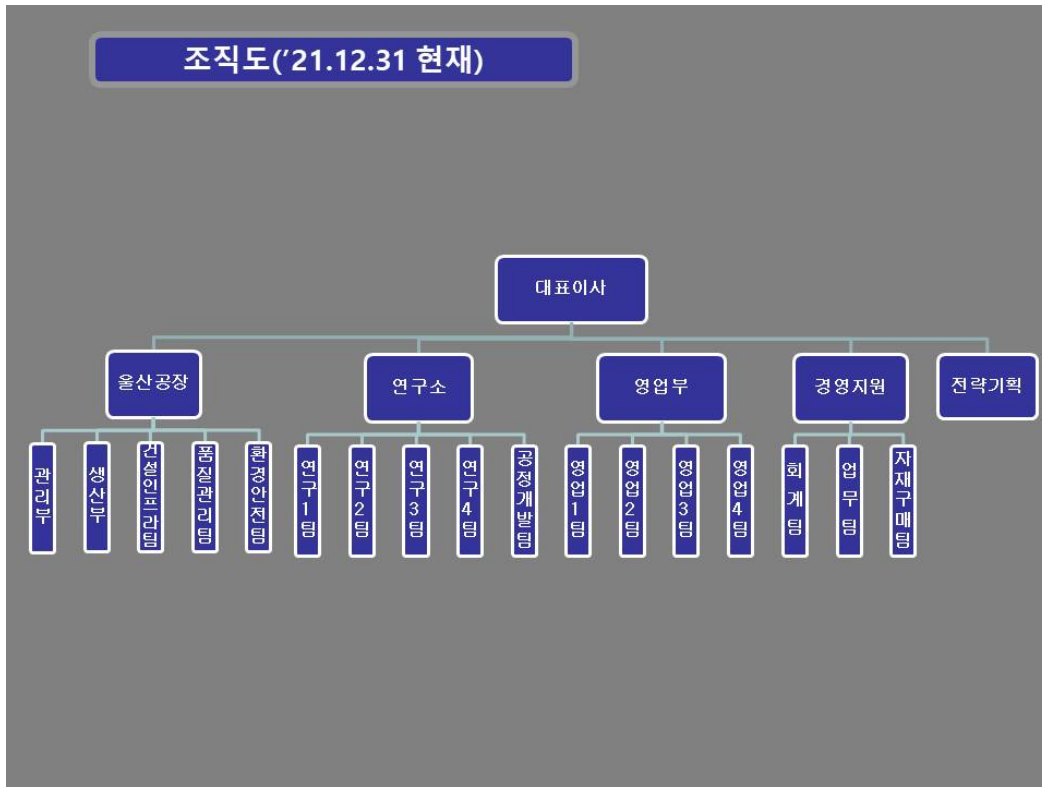 조직도(’21.12.31 현재)
대표이사
울산공장
연구소
영업부
경영지원
전략기획
관리부
생산부
건설인프라팀
품질관리팀
환경안전팀
연구1팀
연구2팀
연구3팀
연구4팀
공정개발팀
영업1팀
영업2팀
영업3팀
영업4팀
회계팀
업무팀
자재구매팀